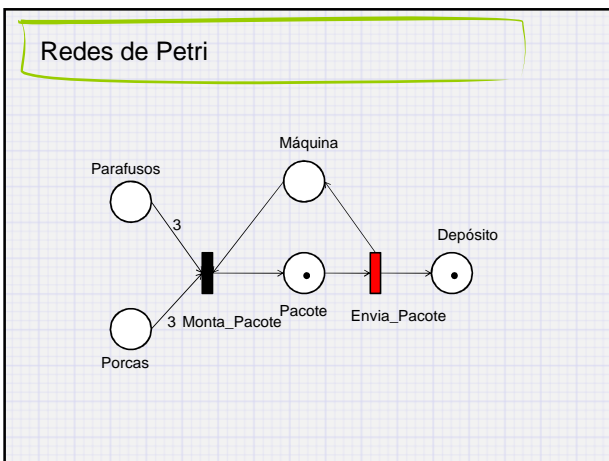 Redes de Petri
Máquina
Parafusos
3
Depósito
Pacote
3 Monta_Pacote
Envia_Pacote
Porcas